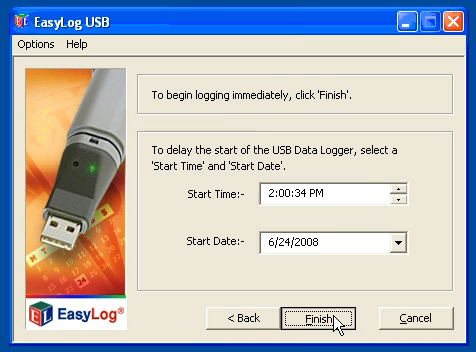 EasyLog USB
Options Help
To begin logging immediately, click 'Finish'.
To delay the start of the USB Data Logger, select a
'Start Time' and 'Start Date'.
Start Time:- 2:00:34 PM
Start Date:- 6/24/2008
EL EasyLog®
< Back Finish Cancel